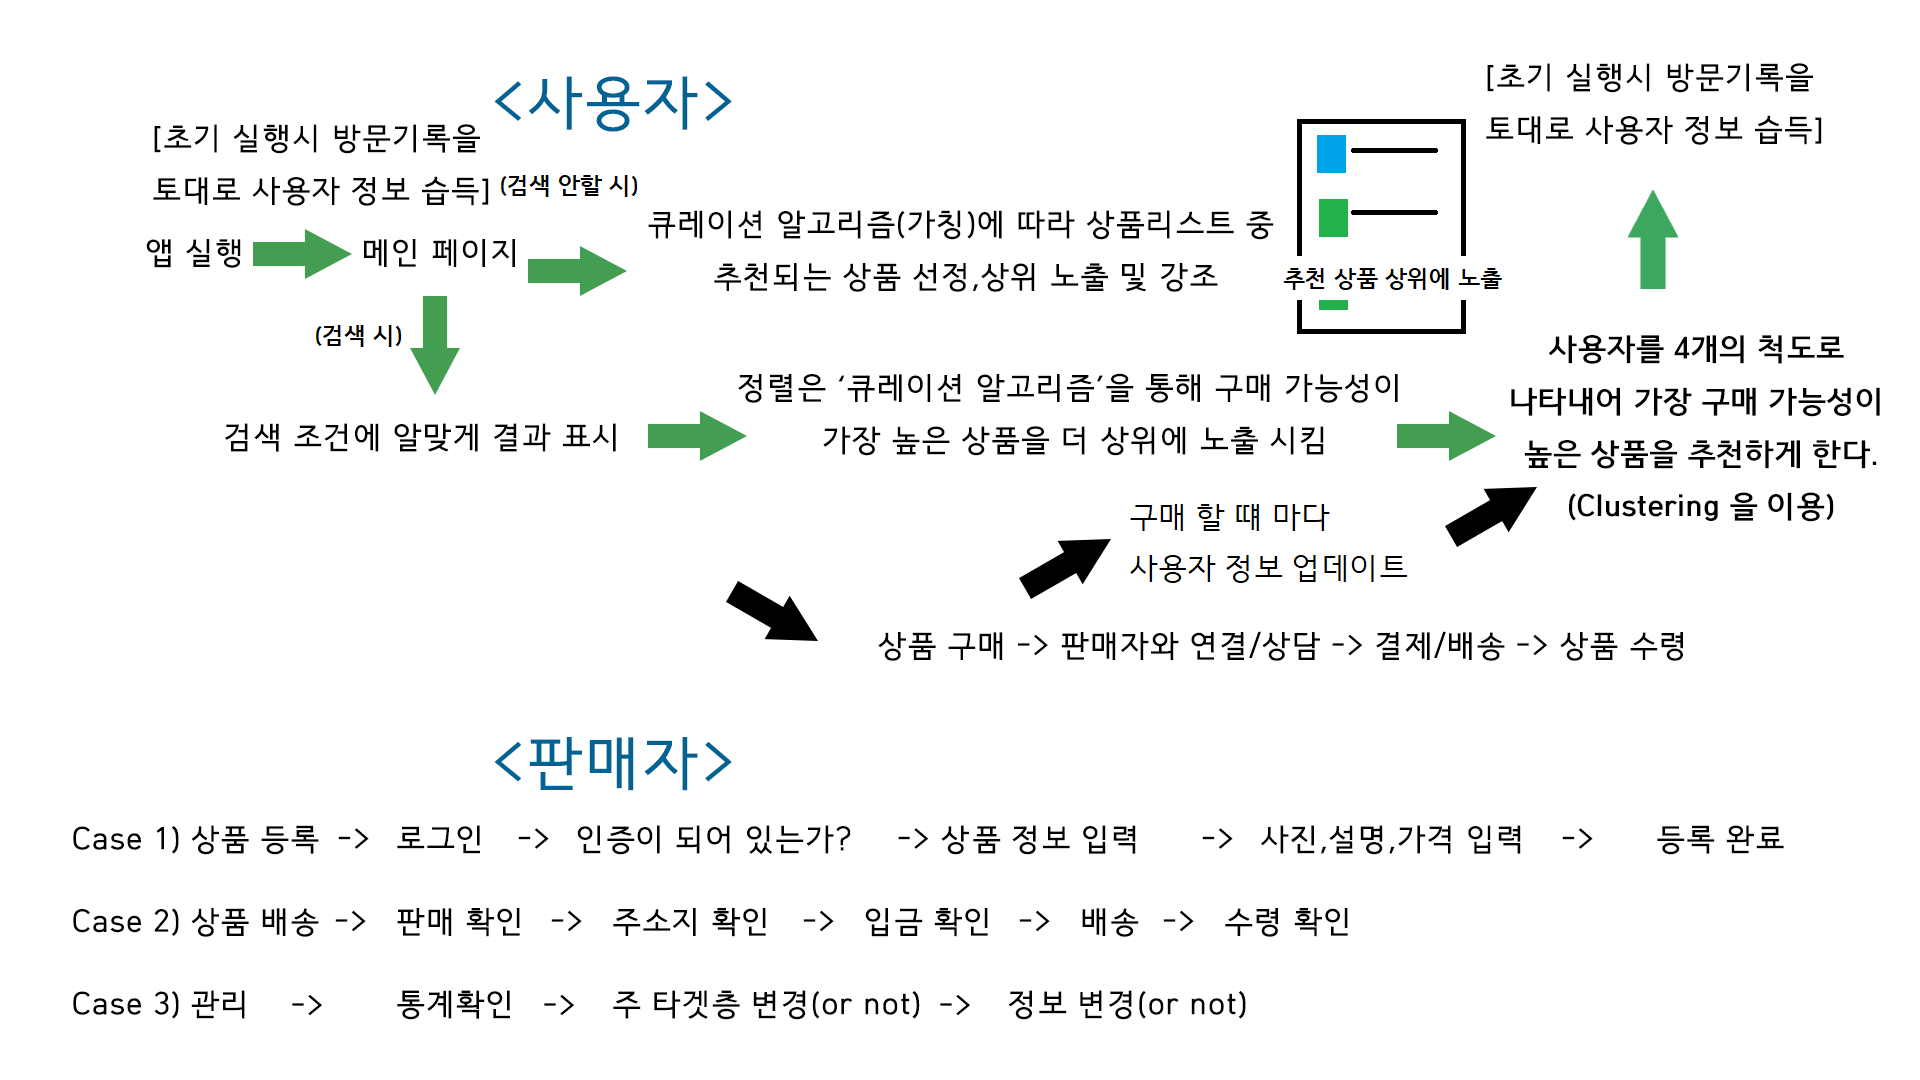 <사용자>
[초기 실행시 방문기록을
토대로 사용자 정보 습득]
(검색 안할 시)
앱 실행
메인 페이지
큐레이션 알고리즘(가칭)에 따라 상품리스트 중
추천되는 상품 선정,상위 노출 및 강조
추천 상품 상위에 노출
[초기 실행시 방문기록을
토대로 사용자 정보 습득]
(검색 시)
검색 조건에 알맞게 결과 표시
정렬은 ‘큐레이션 알고리즘’을 통해 구매 가능성이
가장 높은 상품을 더 상위에 노출 시킴
사용자를 4개의 척도로
나타내어 가장 구매 가능성이
높은 상품을 추천하게 한다.
(Clustering 을 이용)
구매 할 떄 마다
사용자 정보 업데이트
상품 구매 -> 판매자와 연결/상담 -> 결제/배송 -> 상품 수령
<판매자>
Case 1) 상품 등록 -> 로그인 -> 인증이 되어 있는가? -> 상품 정보 입력 -> 사진,설명,가격 입력 -> 등록 완료
Case 2) 상품 배송 -> 판매 확인 -> 주소지 확인 -> 입금 확인 -> 배송 -> 수령 확인
Case 3) 관리 -> 통계확인 -> 주 타겟층 변경(or not) -> 정보 변경(or not)